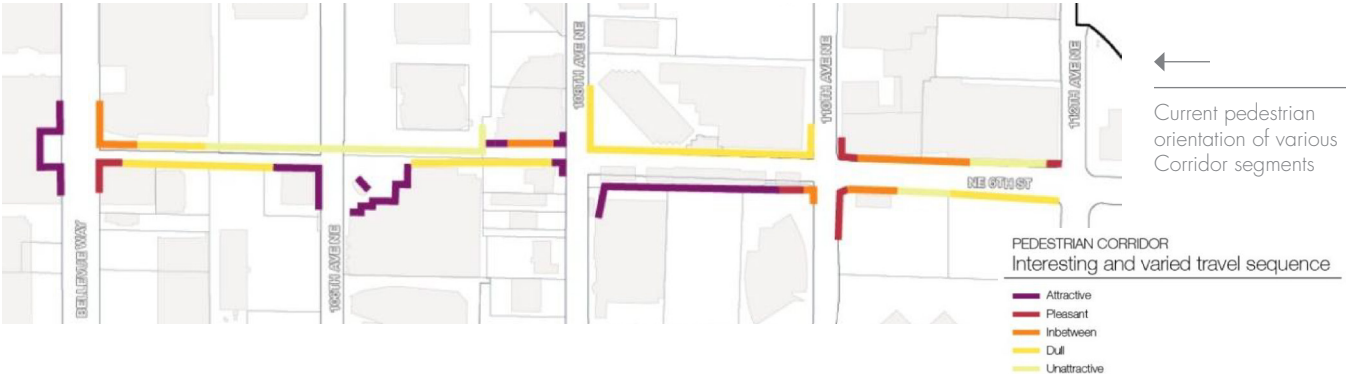 108TH AVE NE
110TH AVE NE
112TH AVE NE
Current pedestrian
orientation of various
Corridor segments
NE 6TH ST
BELLEVUE WAY
106TH AVE NE
PEDESTRIAN CORRIDOR
Interesting and varied travel sequence
Attractive
Pleasant
Inbetween
Dull
Unattractive